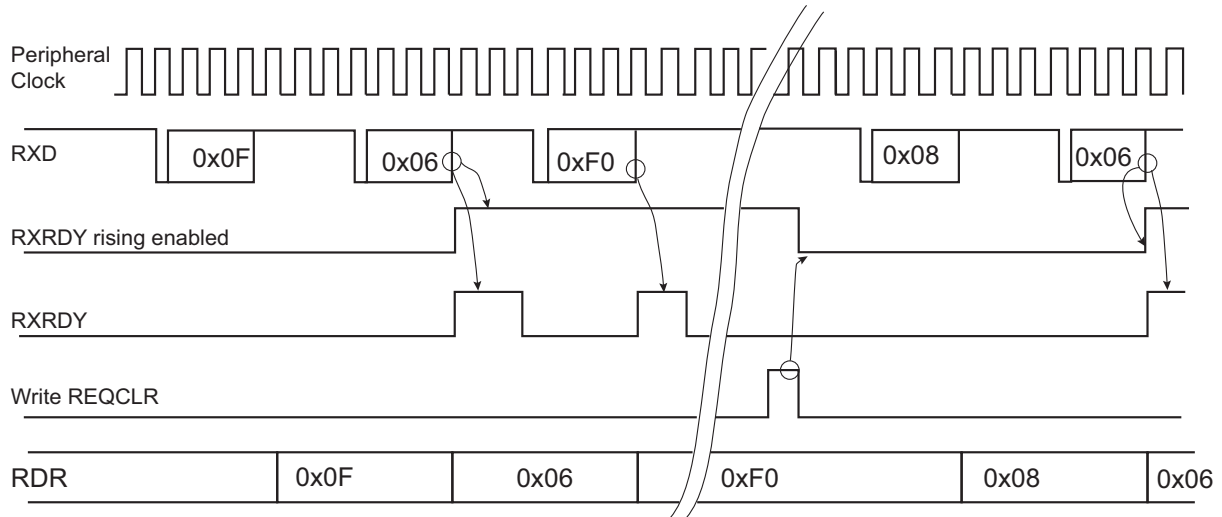 Peripheral
Clock
RXD
0x0F
0x06
0xF0
0x08
0x06
RXRDY rising enabled
RXRDY
Write REQCLR
RDR
0x0F
0x06
0xF0
0x08
0x06